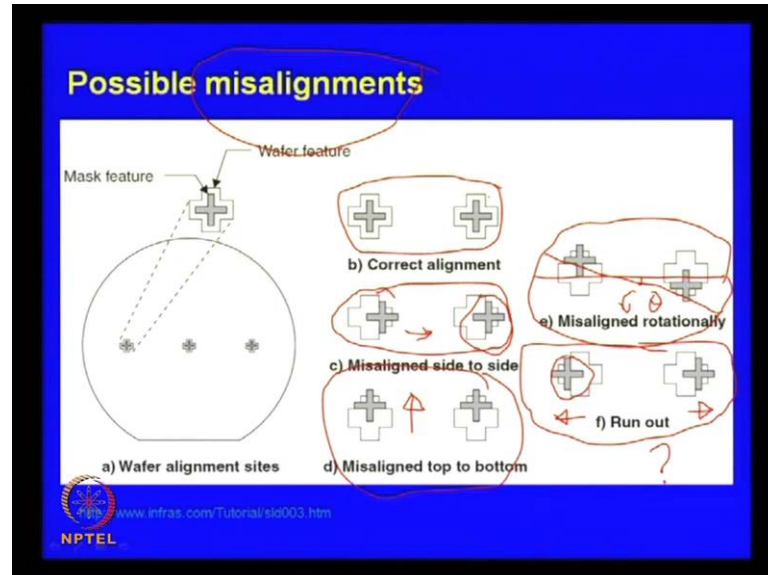 Possible misalignments
Wafer feature
Mask feature
b) Correct alignment
c) Misaligned side to side
d) Misaligned top to bottom
θ
e) Misaligned rotationally
f) Run out
?
a) Wafer alignment sites
http://www.infras.com/Tutorial/sld003.htm
NPTEL